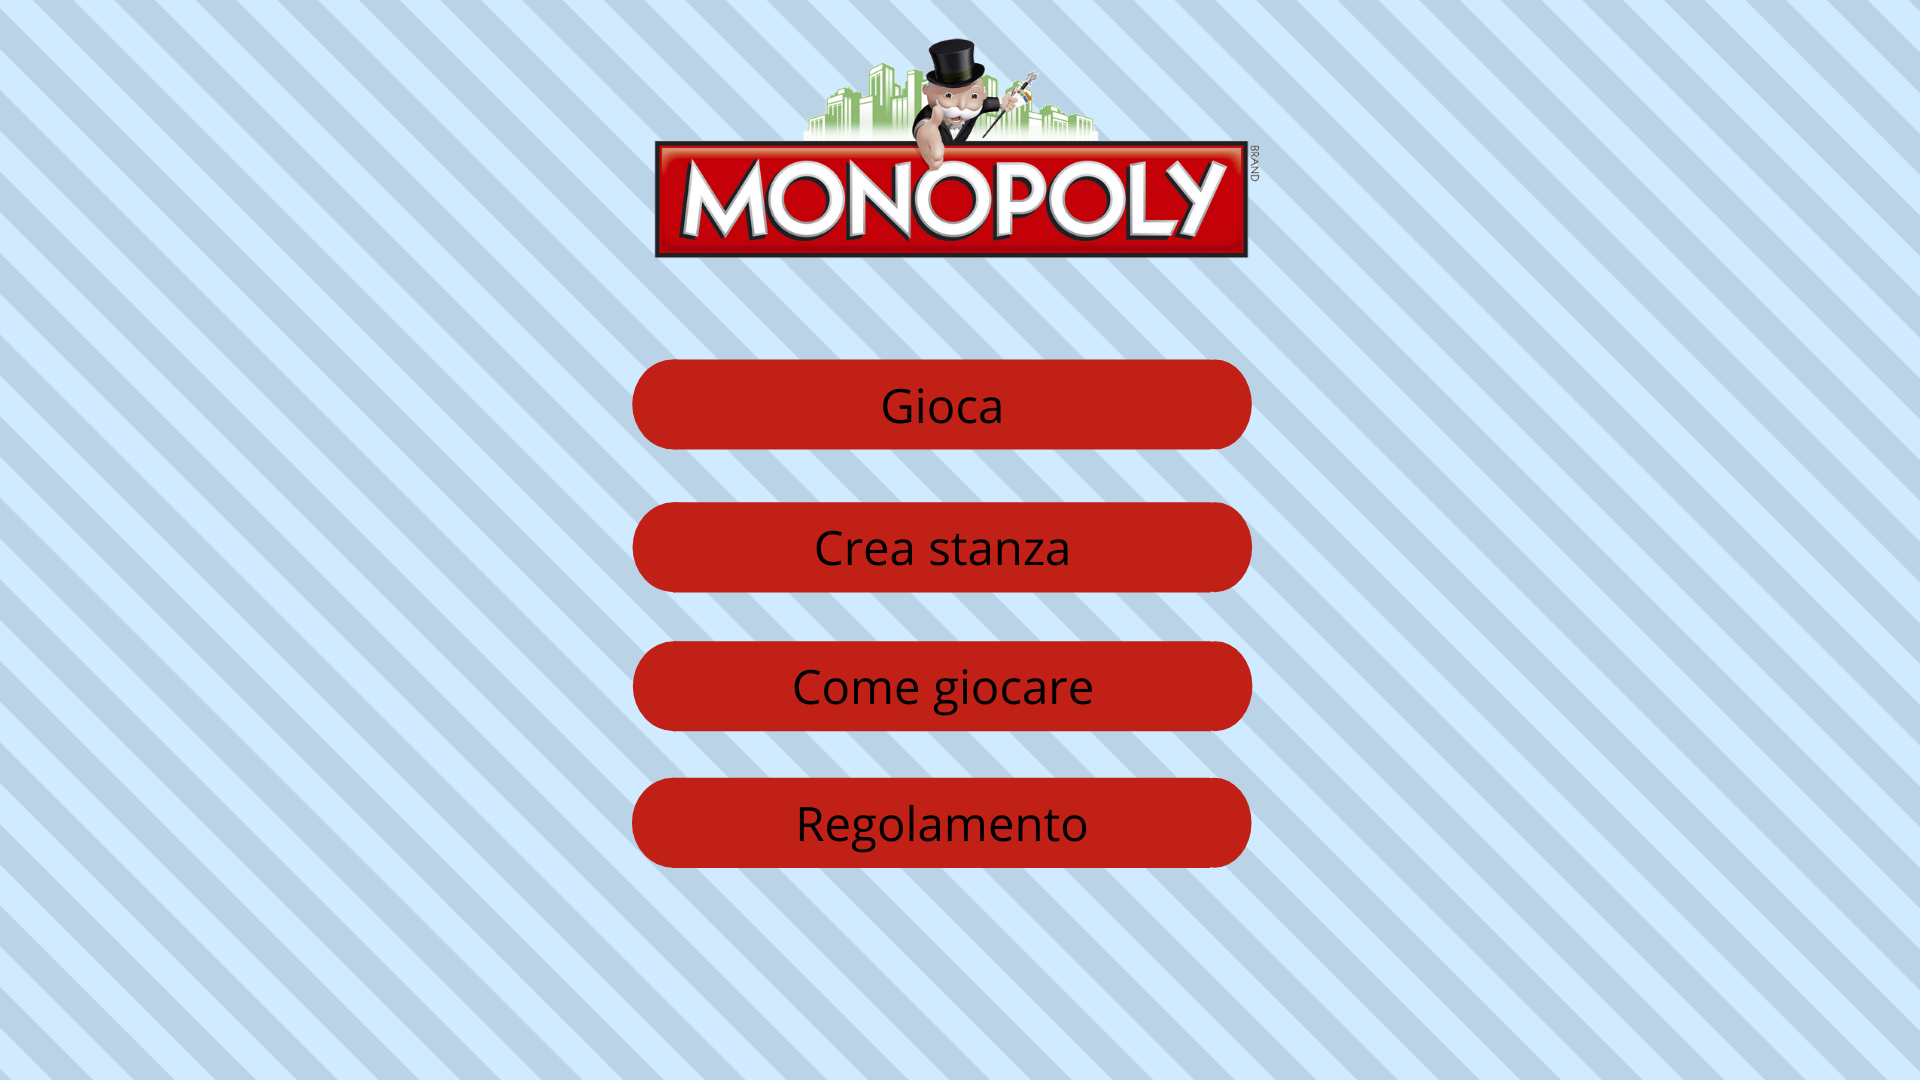 MONOPOLY
BRAND
Gioca
Crea stanza
Come giocare
Regolamento